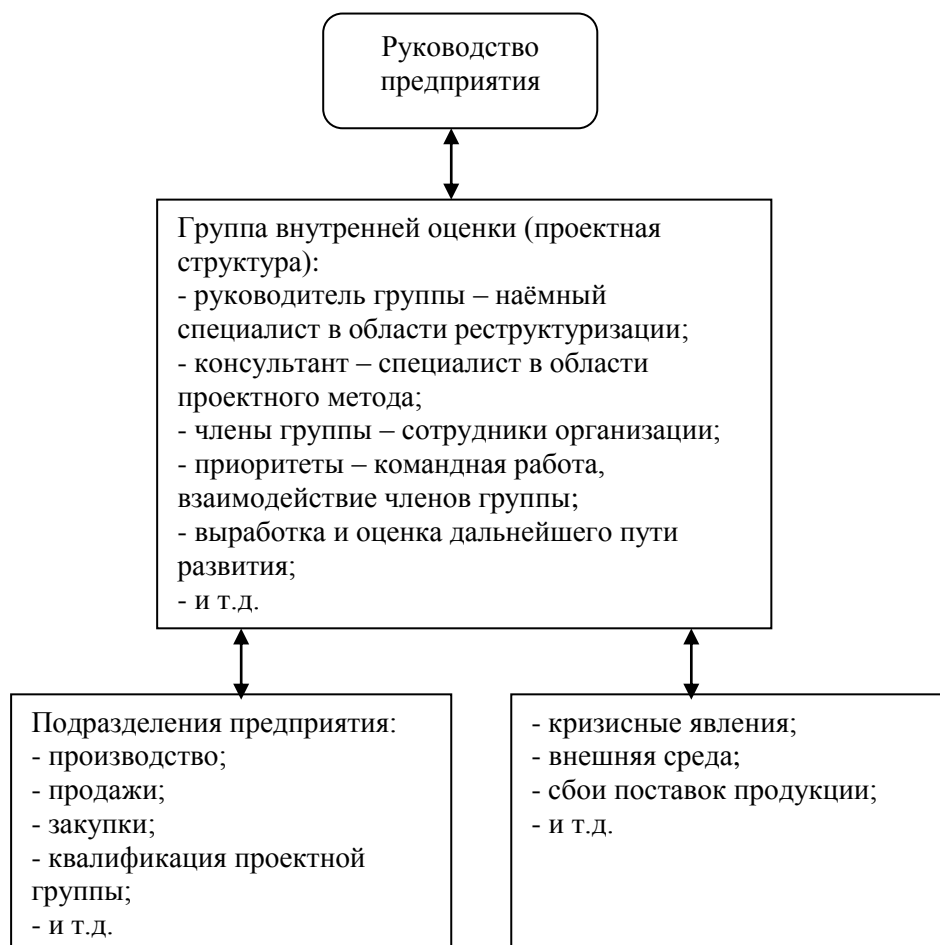 Руководство
предприятия
Группа внутренней оценки (проектная
структура):
- руководитель группы – наёмный
специалист в области реструктуризации;
- консультант – специалист в области
проектного метода;
- члены группы – сотрудники организации;
- приоритеты – командная работа,
взаимодействие членов группы;
- выработка и оценка дальнейшего пути
развития;
- и т.д.
Подразделения предприятия:
- производство;
- продажи;
- закупки;
- квалификация проектной
группы;
- и т.д.
- кризисные явления;
- внешняя среда;
- сбои поставок продукции;
- и т.д.